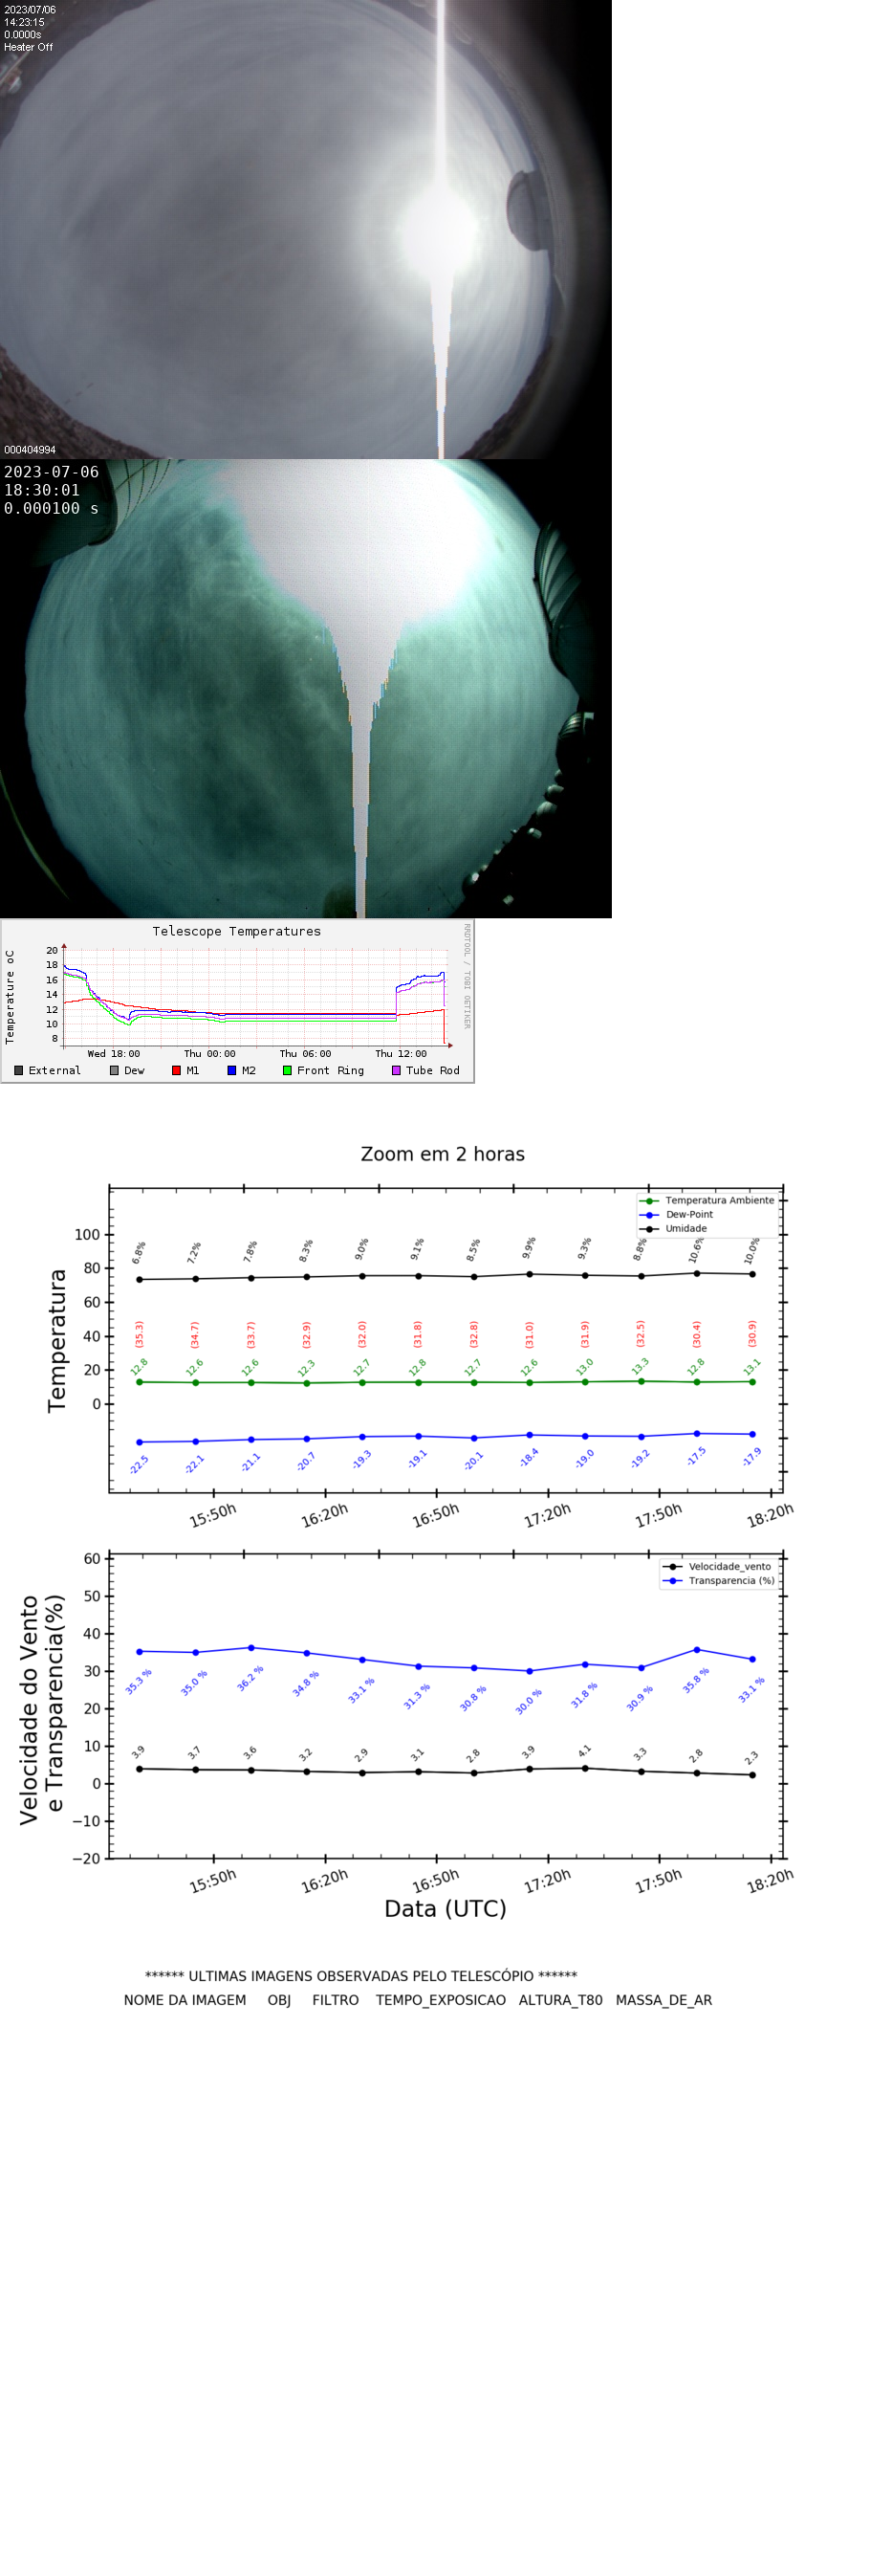 2023/07/06
14:23:15
0.0000s
Heater Off
000404994
2023-07-06
18:30:01
0.000100 s
Telescope Temperatures
RRDTOOL / TOBI OETIKER
Temperature oC
20
18
16
14
12
10
8
Wed 18:00 Thu 00:00 Thu 06:00 Thu 12:00
External Dew M1 M2 Front Ring Tube Rod
Zoom em 2 horas
Temperatura Ambiente
Dew-Point
Umidade
Temperatura
100
80
60
40
20
0
6.8% 7.2% 7.8% 8.3% 9.0% 9.1% 8.5% 9.9% 9.3% 8.8% 10.6% 10.0%
(35.3) (34.7) (33.7) (32.9) (32.0) (31.8) (32.8) (31.0) (31.9) (32.5) (30.4) (30.9)
12.8 12.6 12.6 12.3 12.7 12.8 12.7 12.6 13.0 13.3 12.8 13.1
-22.5 -22.1 -21.1 -20.7 -19.3 -19.1 -20.1 -18.4 -19.0 -19.2 -17.5 -17.9
15:50h 16:20h 16:50h 17:20h 17:50h 18:20h
Velocidade_vento
Transparencia (%)
Velocidade do Vento
e Transparencia(%)
60
50
40
30
20
10
0
−10
−20
35.3 % 35.0 % 36.2 % 34.8 % 33.1 % 31.3 % 30.8 % 30.0 % 31.8 % 30.9 % 35.8 % 33.1 %
3.9 3.7 3.6 3.2 2.9 3.1 2.8 3.9 4.1 3.3 2.8 2.3
15:50h 16:20h 16:50h 17:20h 17:50h 18:20h
Data (UTC)
****** ULTIMAS IMAGENS OBSERVADAS PELO TELESCÓPIO ******
NOME DA IMAGEM OBJ FILTRO TEMPO_EXPOSICAO ALTURA_T80 MASSA_DE_AR